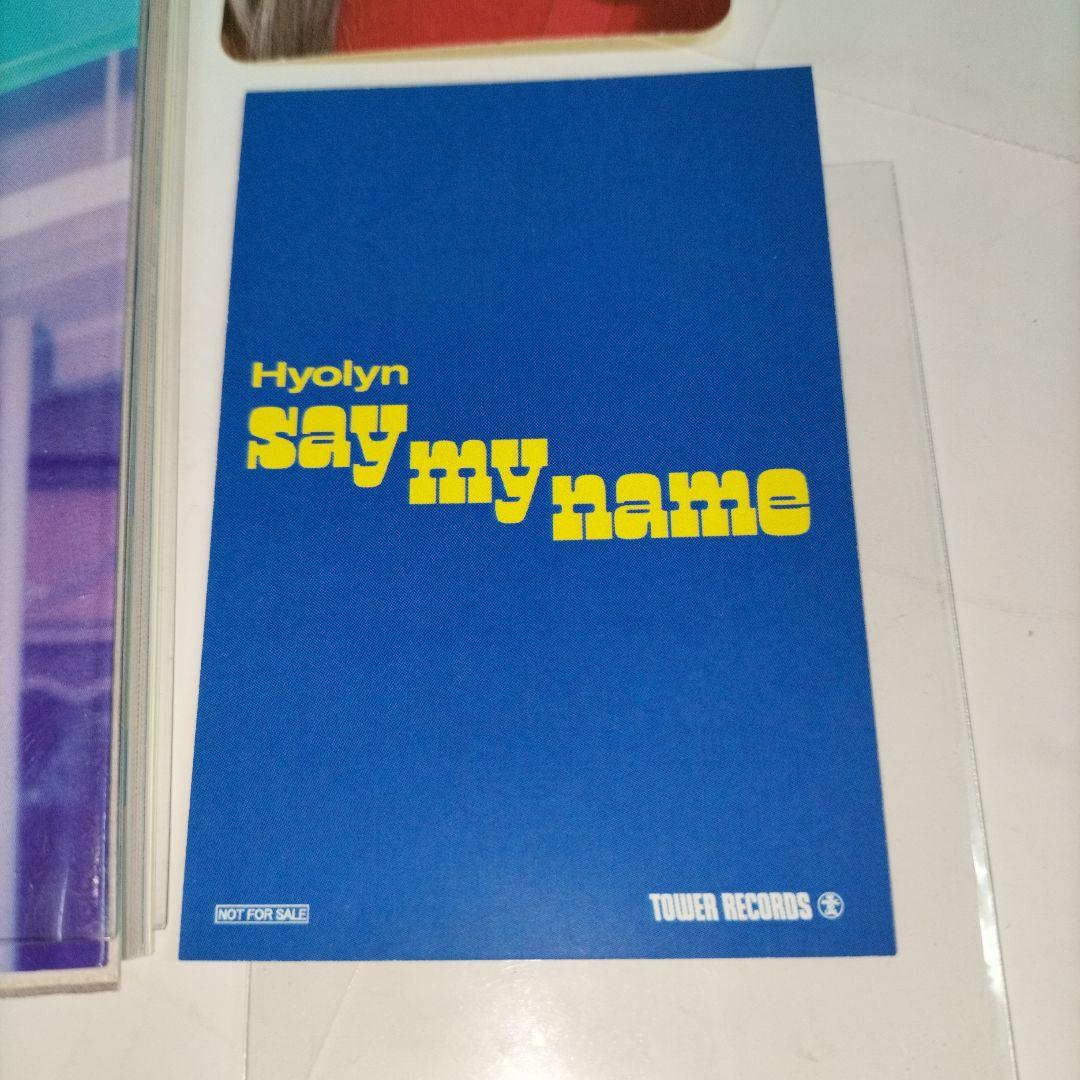 Hyolyn
say my name
NOT FOR SALE
TOWER RECORDS